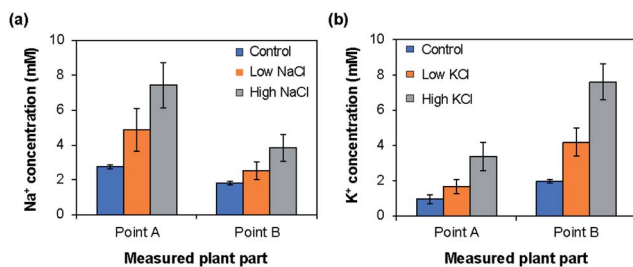 (a)
Na⁺ concentration (mM)
10
8
6
4
2
0
Control
Low NaCl
High NaCl
Point A
Point B
Measured plant part
(b)
K⁺ concentration (mM)
10
8
6
4
2
0
Control
Low KCl
High KCl
Point A
Point B
Measured plant part